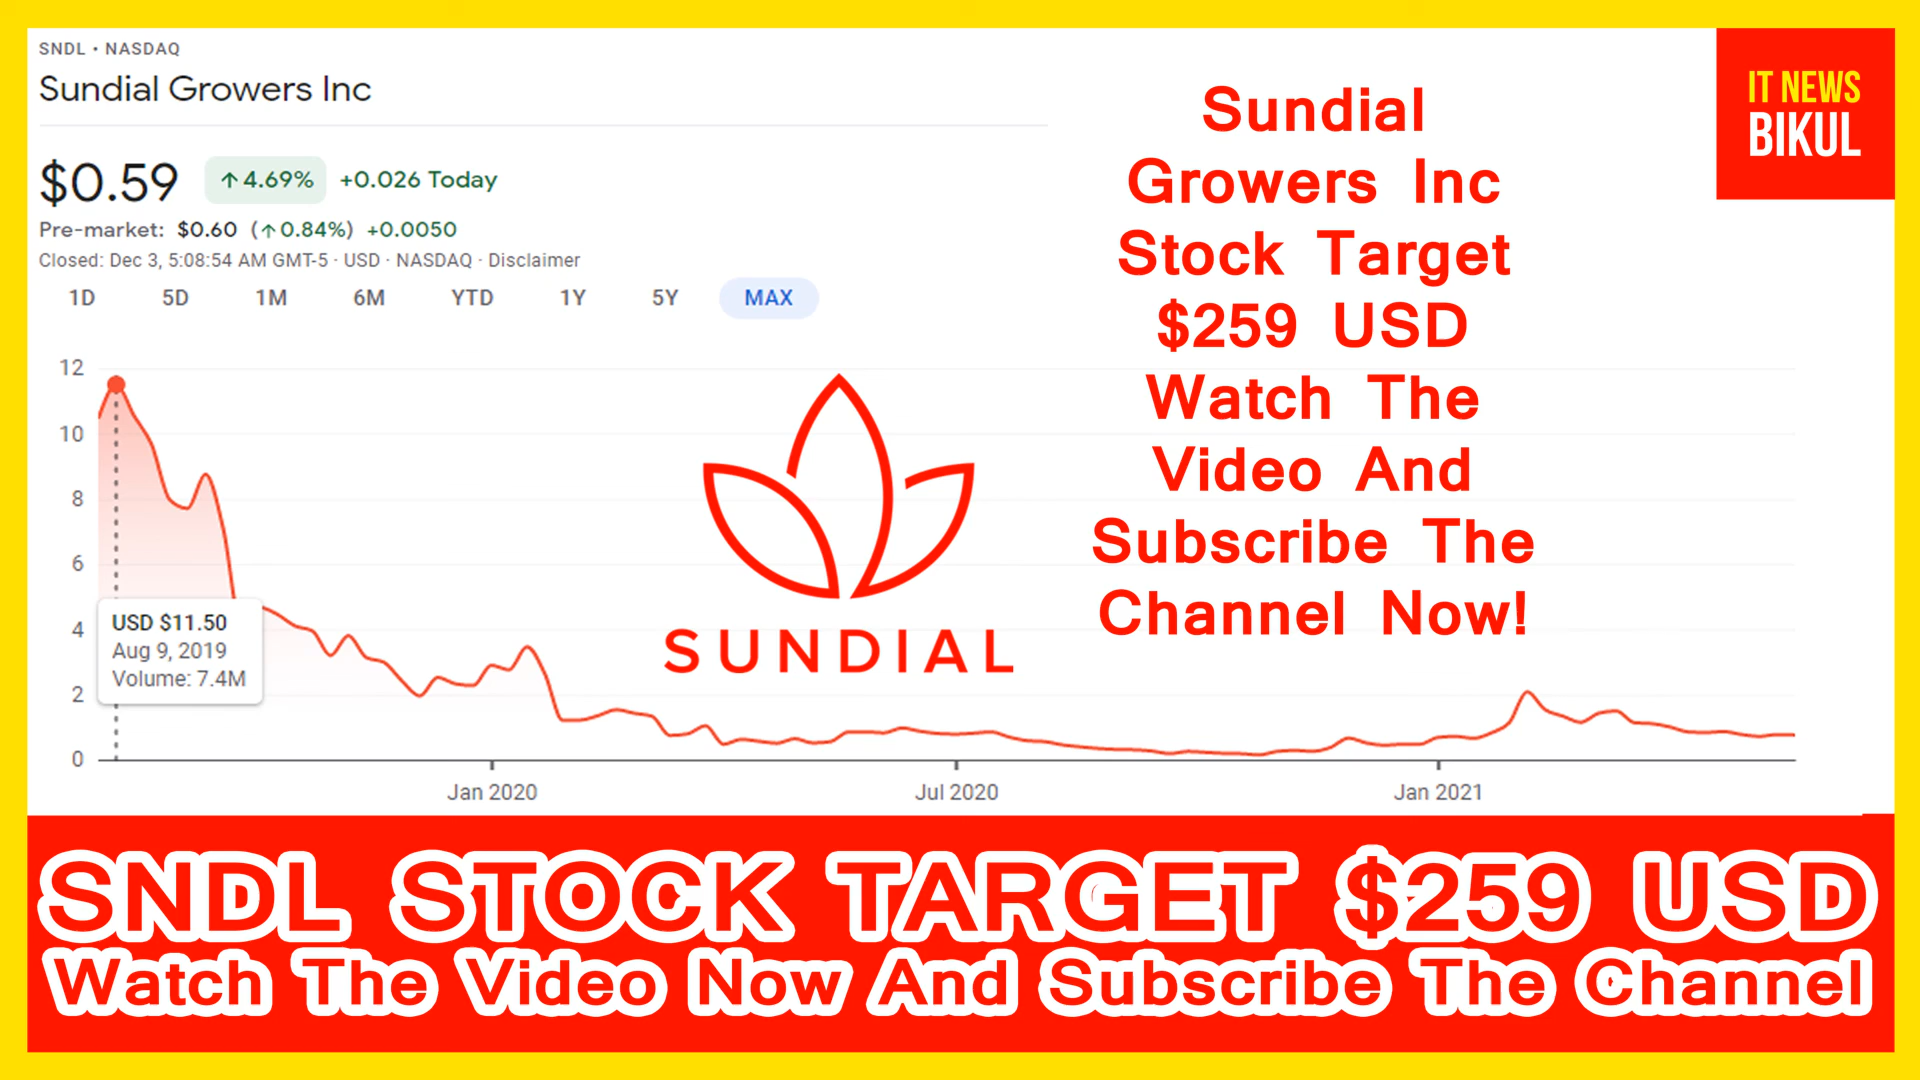 SNDL • NASDAQ
Sundial Growers Inc
$0.59 ↑4.69% +0.026 Today
Pre-market: $0.60 (↑0.84%) +0.0050
Closed: Dec 3, 5:08:54 AM GMT-5 · USD · NASDAQ · Disclaimer
1D 5D 1M 6M YTD 1Y 5Y MAX
12
10
8
6
4
2
0
USD $11.50
Aug 9, 2019
Volume: 7.4M
Jan 2020 Jul 2020 Jan 2021
SUNDIAL
Sundial
Growers Inc
Stock Target
$259 USD
Watch The
Video And
Subscribe The
Channel Now!
IT NEWS
BIKUL
SNDL STOCK TARGET $259 USD
Watch The Video Now And Subscribe The Channel